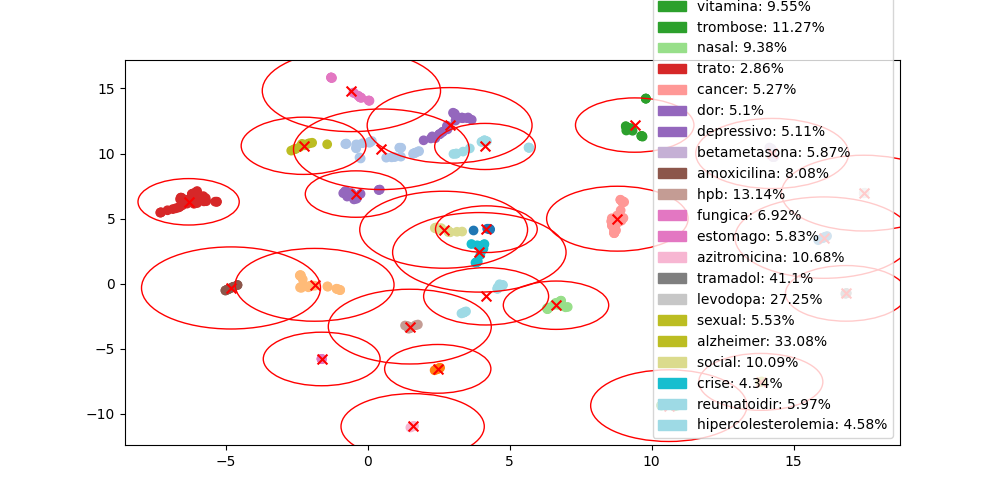 vitamina: 9.55%
trombose: 11.27%
nasal: 9.38%
trato: 2.86%
cancer: 5.27%
dor: 5.1%
depressivo: 5.11%
betametasona: 5.87%
amoxicilina: 8.08%
hpb: 13.14%
fungica: 6.92%
estomago: 5.83%
azitromicina: 10.68%
tramadol: 41.1%
levodopa: 27.25%
sexual: 5.53%
alzheimer: 33.08%
social: 10.09%
crise: 4.34%
reumatoidir: 5.97%
hipercolesterolemia: 4.58%
15
10
5
0
−5
−10
−5 0 5 10 15